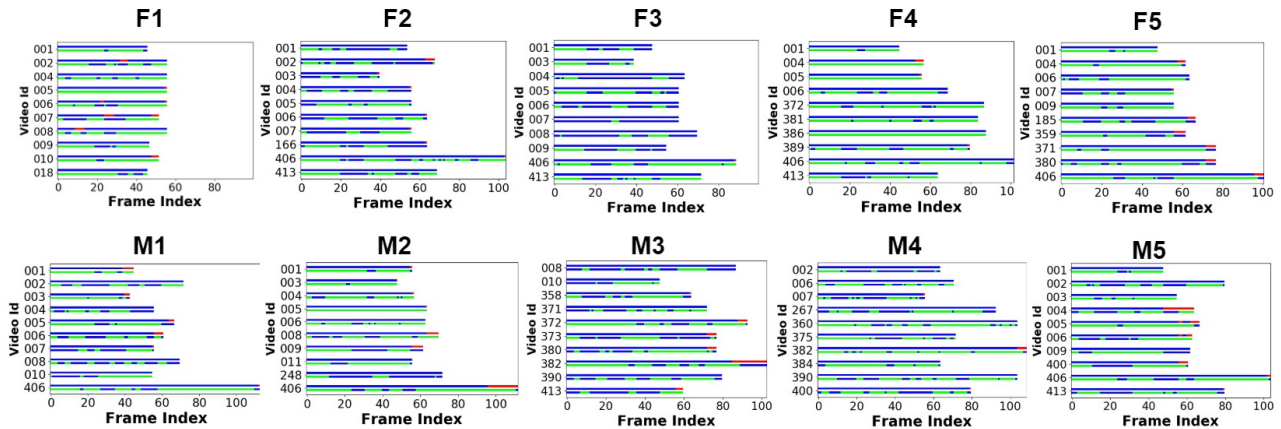 F1
F2
F3
F4
F5
Video Id
001
002
004
005
006
007
008
009
010
018
0 20 40 60 80
Frame Index
Video Id
001
002
003
004
005
006
007
166
406
413
0 20 40 60 80 100
Frame Index
Video Id
001
003
004
005
006
007
008
009
406
413
0 20 40 60 80
Frame Index
Video Id
001
004
005
006
372
381
386
389
406
413
0 20 40 60 80 100
Frame Index
Video Id
001
004
006
007
009
185
359
371
380
406
0 20 40 60 80 100
Frame Index
M1
M2
M3
M4
M5
Video Id
001
002
003
004
005
006
007
008
010
406
0 20 40 60 80 100
Frame Index
Video Id
001
003
004
005
006
008
009
011
248
406
0 20 40 60 80 100
Frame Index
Video Id
008
010
358
371
372
373
380
382
390
413
0 20 40 60 80 100
Frame Index
Video Id
002
006
007
267
360
375
382
384
390
400
0 20 40 60 80 100
Frame Index
Video Id
001
002
003
004
005
006
009
400
406
413
0 20 40 60 80 100
Frame Index